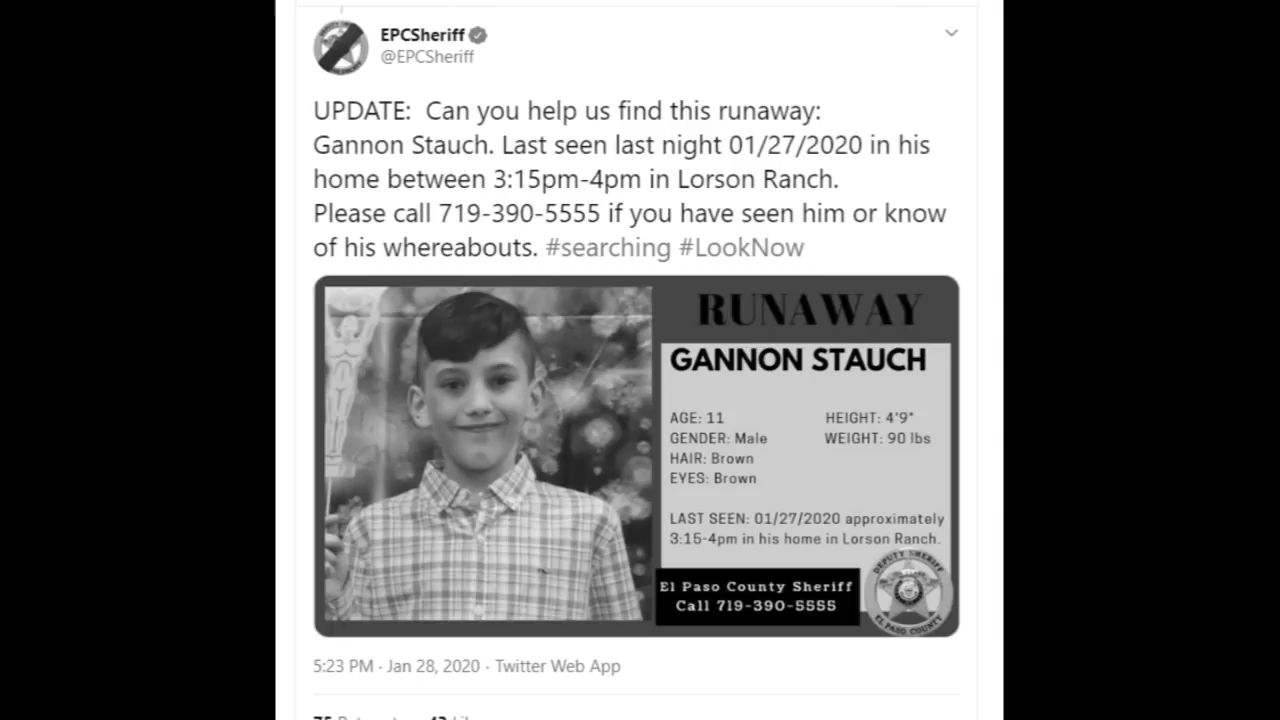 EPCSheriff
@EPCSheriff
UPDATE: Can you help us find this runaway:
Gannon Stauch. Last seen last night 01/27/2020 in his
home between 3:15pm-4pm in Lorson Ranch.
Please call 719-390-5555 if you have seen him or know
of his whereabouts. #searching #LookNow
RUNAWAY
GANNON STAUCH
AGE: 11 HEIGHT: 4'9"
GENDER: Male WEIGHT: 90 lbs
HAIR: Brown
EYES: Brown
LAST SEEN: 01/27/2020 approximately
3:15-4pm in his home in Lorson Ranch.
El Paso County Sheriff
Call 719-390-5555
DEPUTY SHERIFF
EL PASO COUNTY
5:23 PM · Jan 28, 2020 · Twitter Web App